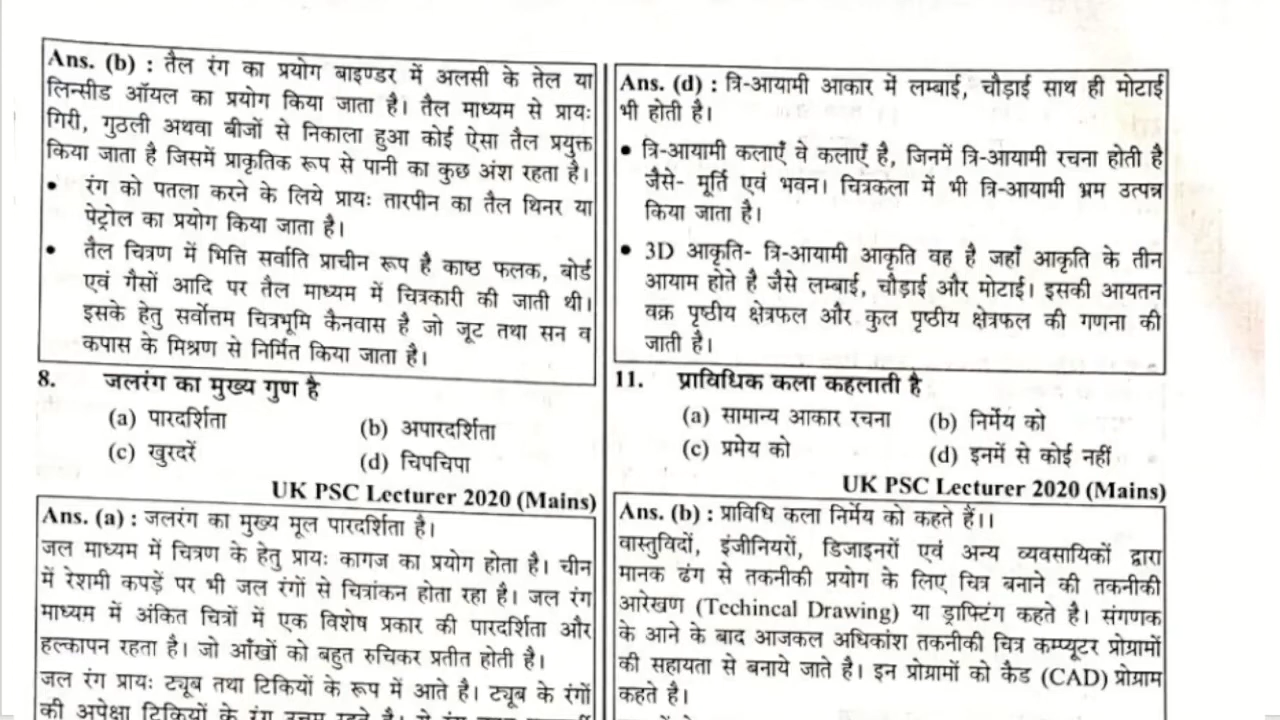 Ans. (b) : तैल रंग का प्रयोग बाइण्डर में अलसी के तेल या
लिन्सीड ऑयल का प्रयोग किया जाता है। तैल माध्यम से प्रायः
गिरी, गुठली अथवा बीजों से निकाला हुआ कोई ऐसा तैल प्रयुक्त
किया जाता है जिसमें प्राकृतिक रूप से पानी का कुछ अंश रहता है।
• रंग को पतला करने के लिये प्रायः तारपीन का तैल थिनर या
पेट्रोल का प्रयोग किया जाता है।
• तैल चित्रण में भित्ति सर्वाति प्राचीन रूप है काष्ठ फलक, बोर्ड
एवं गैसों आदि पर तैल माध्यम में चित्रकारी की जाती थी।
इसके हेतु सर्वोत्तम चित्रभूमि कैनवास है जो जूट तथा सन व
कपास के मिश्रण से निर्मित किया जाता है।
8. जलरंग का मुख्य गुण है
(a) पारदर्शिता (b) अपारदर्शिता
(c) खुरदरें (d) चिपचिपा
UK PSC Lecturer 2020 (Mains)
Ans. (a) : जलरंग का मुख्य मूल पारदर्शिता है।
जल माध्यम में चित्रण के हेतु प्रायः कागज का प्रयोग होता है। चीन
में रेशमी कपड़ें पर भी जल रंगों से चित्रांकन होता रहा है। जल रंग
माध्यम में अंकित चित्रों में एक विशेष प्रकार की पारदर्शिता और
हल्कापन रहता है। जो आँखों को बहुत रुचिकर प्रतीत होती है।
जल रंग प्रायः ट्यूब तथा टिकियों के रूप में आते है। ट्यूब के रंगों
की अपेक्षा टिकियों के रंग
Ans. (d) : त्रि-आयामी आकार में लम्बाई, चौड़ाई साथ ही मोटाई
भी होती है।
• त्रि-आयामी कलाएँ वे कलाएँ है, जिनमें त्रि-आयामी रचना होती है
जैसे- मूर्ति एवं भवन। चित्रकला में भी त्रि-आयामी भ्रम उत्पन्न
किया जाता है।
• 3D आकृति- त्रि-आयामी आकृति वह है जहाँ आकृति के तीन
आयाम होते है जैसे लम्बाई, चौड़ाई और मोटाई। इसकी आयतन
वक्र पृष्ठीय क्षेत्रफल और कुल पृष्ठीय क्षेत्रफल की गणना की
जाती है।
11. प्राविधिक कला कहलाती है
(a) सामान्य आकार रचना (b) निर्मेय को
(c) प्रमेय को (d) इनमें से कोई नहीं
UK PSC Lecturer 2020 (Mains)
Ans. (b) : प्राविधि कला निर्मेय को कहते हैं।।
वास्तुविदों, इंजीनियरों, डिजाइनरों एवं अन्य व्यवसायिकों द्वारा
मानक ढंग से तकनीकी प्रयोग के लिए चित्र बनाने की तकनीकी
आरेखण (Tcchincal Drawing) या ड्राफ्टिंग कहते है। संगणक
के आने के बाद आजकल अधिकांश तकनीकी चित्र कम्प्यूटर प्रोग्रामों
की सहायता से बनाये जाते है। इन प्रोग्रामों को कैड (CAD) प्रोग्राम
कहते है।